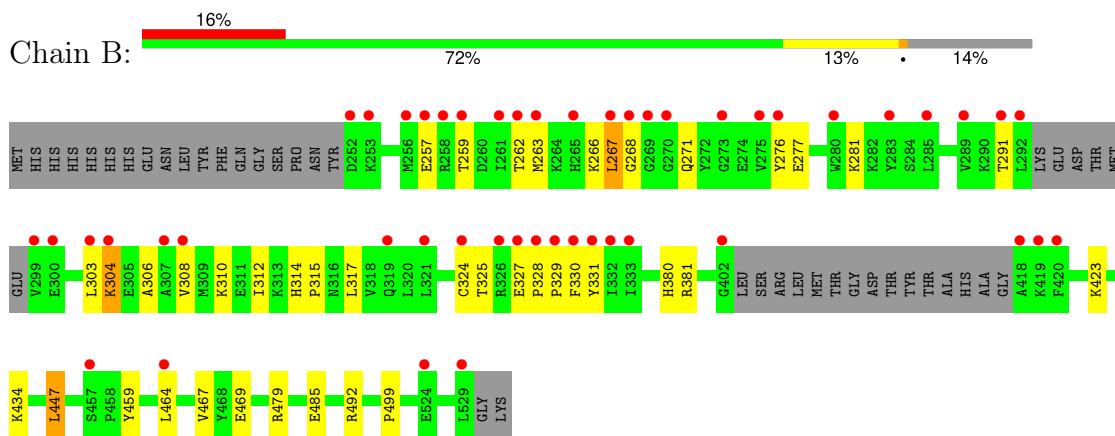 16%
Chain B:
72% 13% • 14%
MET HIS HIS HIS HIS HIS HIS GLU ASN LEU TYR PHE GLN GLY SER PRO ASN TYR D252 K253 M256 E257 R258 T259 D260 I261 T262 M263 K264 H265 K266 L267 G268 G269 G270 Q271 Y272 G273 E274 V275 Y276 E277 W280 K281 K282 Y283 S284 L285 V289 K290 T291 L292 LYS GLU ASP THR MET
GLU V299 E300 L303 K304 E305 A306 A307 V308 M309 K310 E311 I312 K313 H314 P315 N316 L317 V318 Q319 L320 L321 C324 T325 R326 E327 P328 P329 F330 Y331 I332 I333 H380 R381 G402 LEU SER ARG LEU MET THR GLY ASP THR TYR THR ALA HIS ALA GLY A418 K419 F420 K423
K434 L447 S457 P458 Y459 L464 V467 Y468 E469 R479 E485 R492 P499 E524 L529 GLY LYS